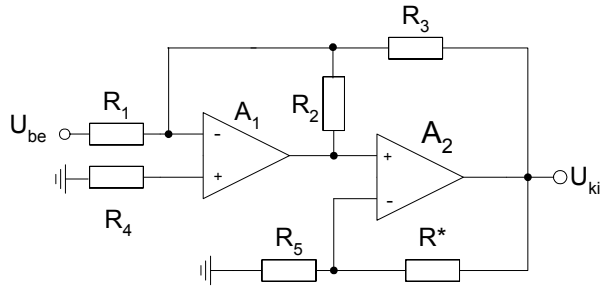 R3
R1
A1
R2
Ube
-
+
A2
+
-
Uki
R4
R5
R*